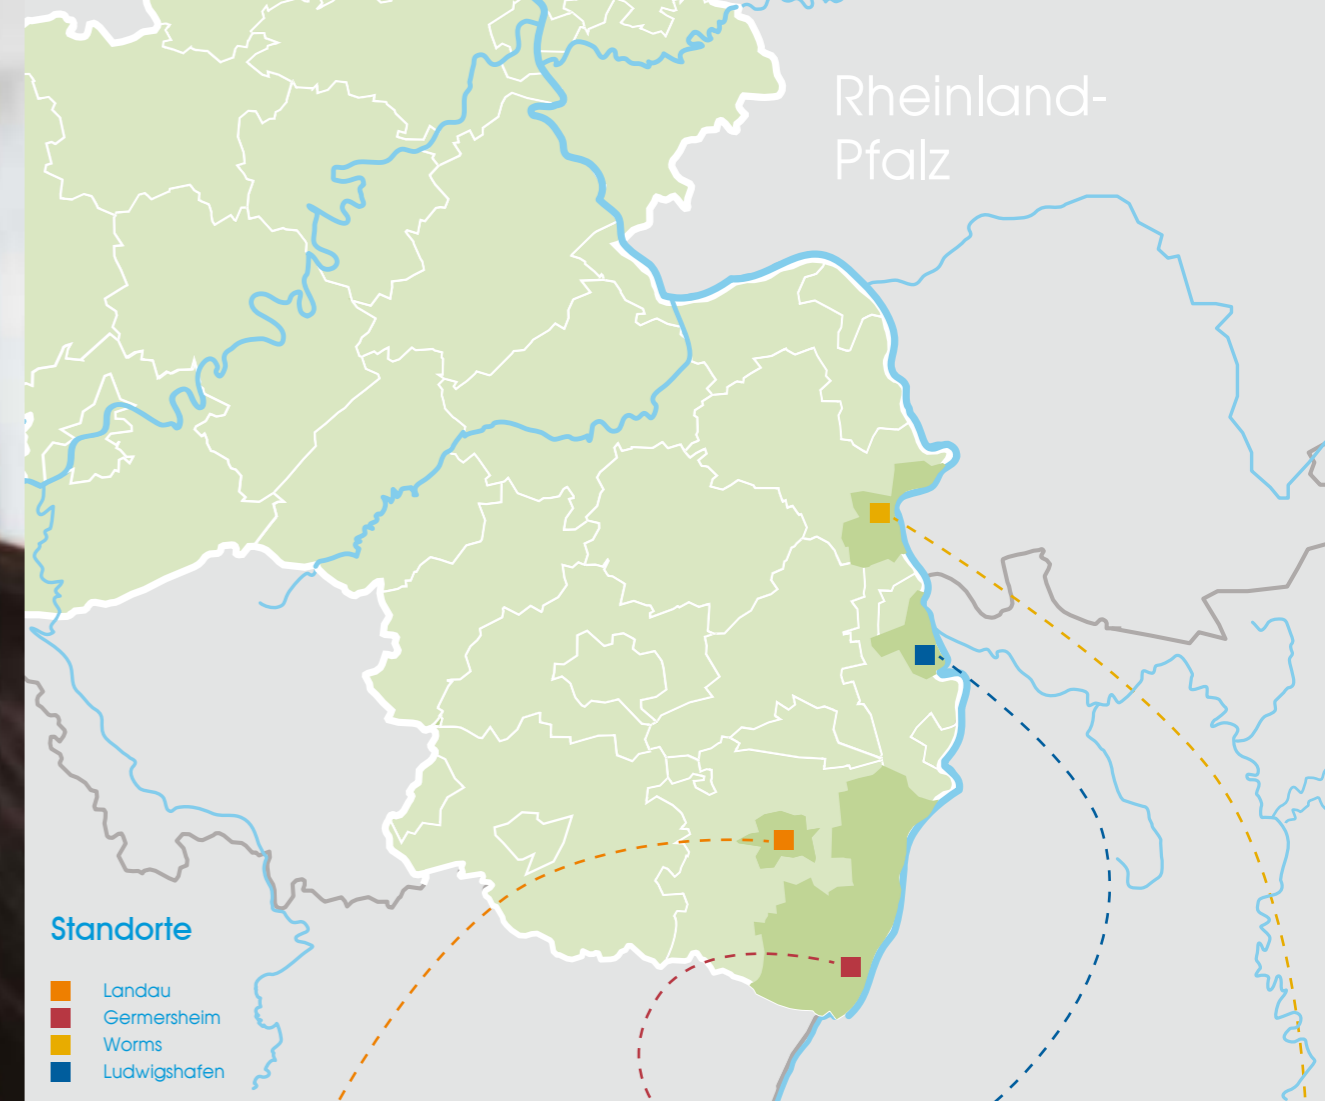 Rheinland-
Pfalz
Standorte
Landau
Germersheim
Worms
Ludwigshafen